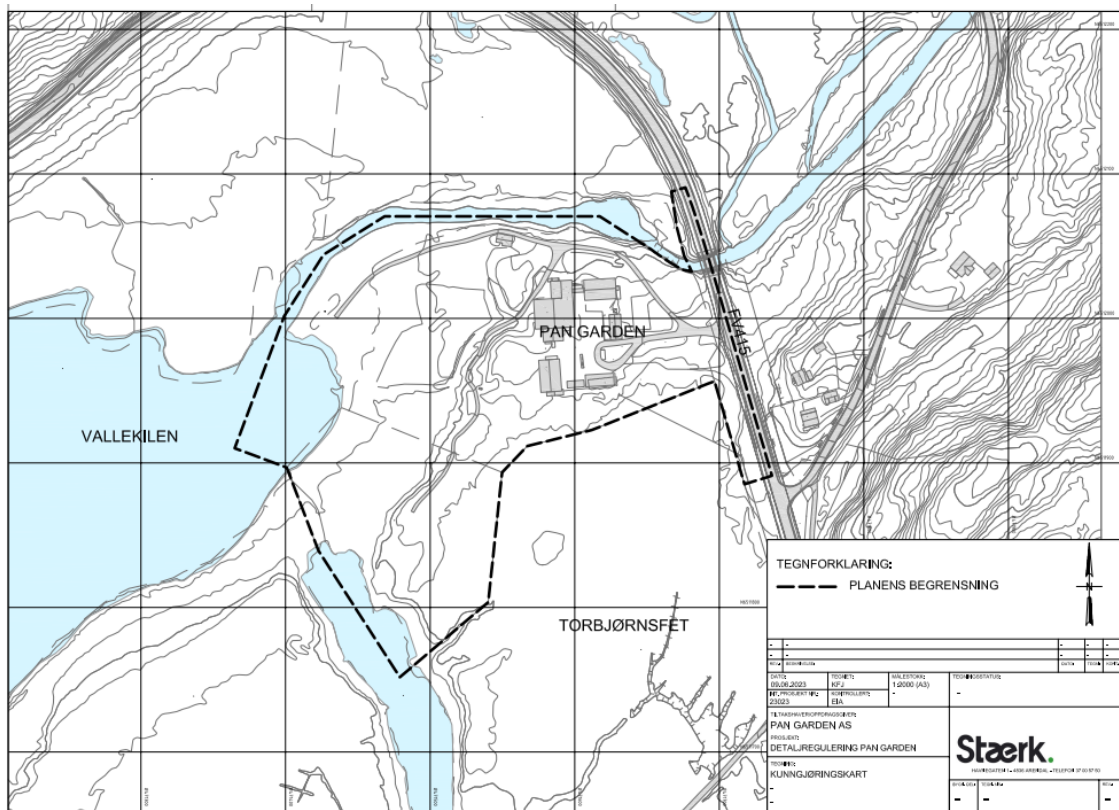 PAN GARDEN
FV415
VALLEKILEN
TORBJØRNSFET
TEGNFORKLARING:
PLANENS BEGRENSNING
N
DATO: TEGNET: MÅLESTOKK: TEGNINGSSTATUS:
09.06.2023 KFJ 1:2000 (A3)
INT. PROSJEKT NR.: KONTROLLERT:
23023 EIA
TILTAKSHAVER/OPPDRAGSGIVER:
PAN GARDEN AS
PROSJEKT:
DETALJREGULERING PAN GARDEN
TEGNING:
KUNNGJØRINGSKART
Stærk.